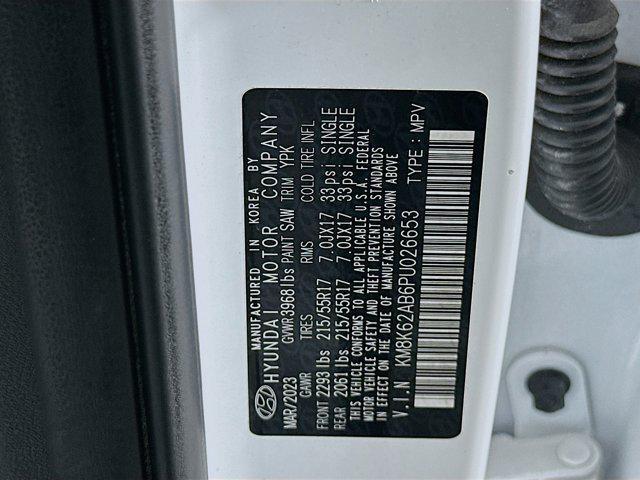 MANUFACTURED IN KOREA BY
HYUNDAI MOTOR COMPANY
MAR/2023 GVWR3968 lbs PAINT SAW TRIM YPK
GAWR TIRES RIMS COLD TIRE INFL
FRONT 2293 lbs 215/55R17 7.0JX17 33psi SINGLE
REAR 2061 lbs 215/55R17 7.0JX17 33psi SINGLE
THIS VEHICLE CONFORMS TO ALL APPLICABLE U.S.A. FEDERAL
MOTOR VEHICLE SAFETY AND THEFT PREVENTION STANDARDS
IN EFFECT ON THE DATE OF MANUFACTURE SHOWN ABOVE
V.I.N KM8K62AB6PU026653 TYPE : MPV